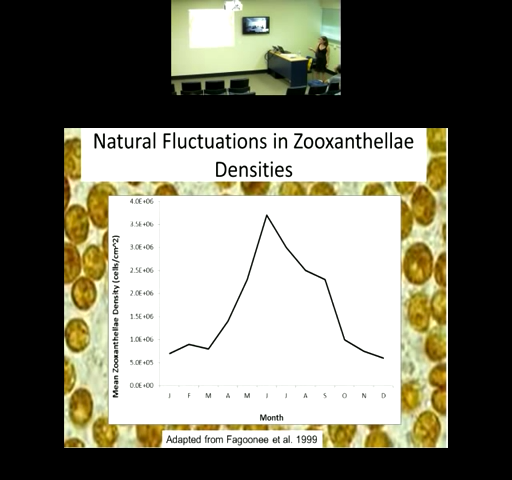 Natural Fluctuations in Zooxanthellae
Densities
4.0E+06
3.5E+06
3.0E+06
2.5E+06
2.0E+06
1.5E+06
1.0E+06
5.0E+05
0.0E+00
Mean Zooxanthellae Density (cells/cm^2)
J F M A M J J A S O N D
Month
Adapted from Fagoonee et al. 1999